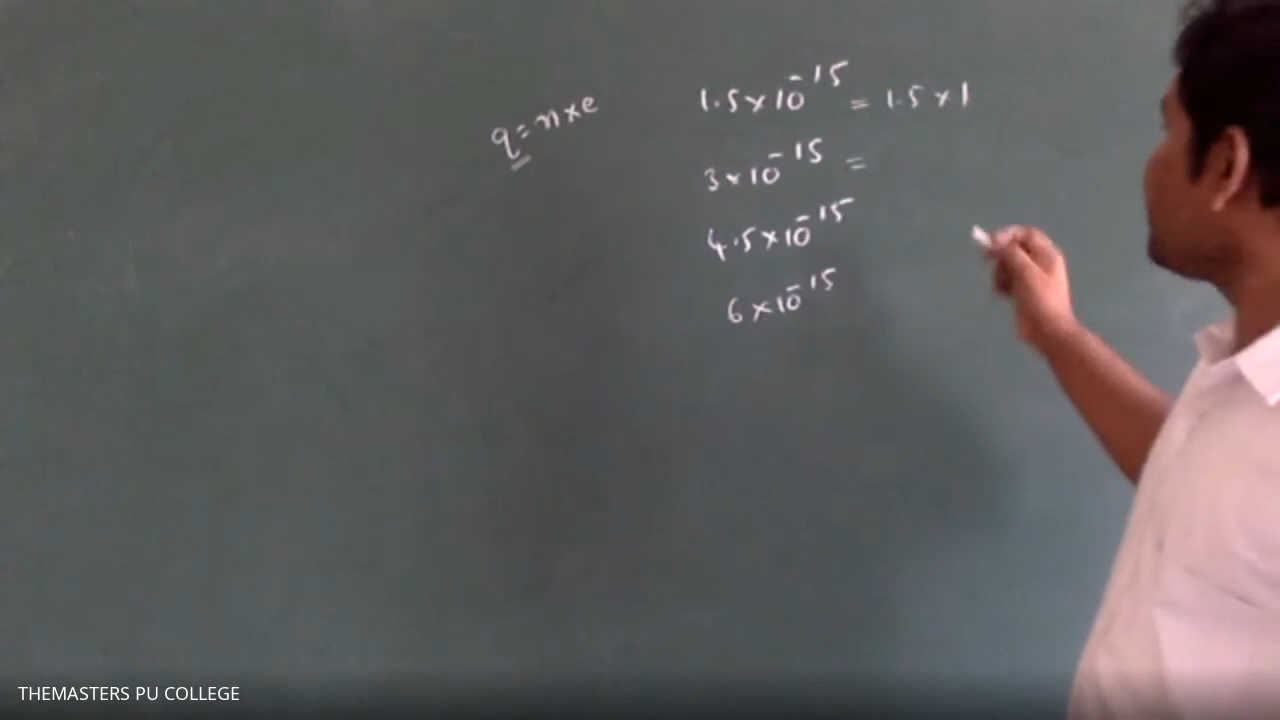 q = n×e
1.5×10⁻¹⁵ = 1.5×1
3×10⁻¹⁵ =
4.5×10⁻¹⁵
6×10⁻¹⁵
THEMASTERS PU COLLEGE